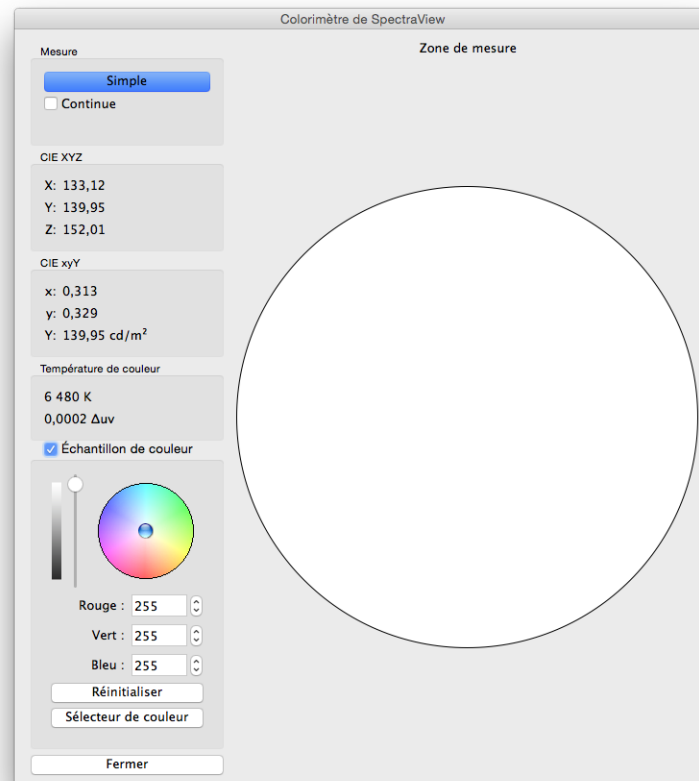 Colorimètre de SpectraView
Mesure
Simple
Continue
CIE XYZ
X: 133,12
Y: 139,95
Z: 152,01
CIE xyY
x: 0,313
y: 0,329
Y: 139,95 cd/m²
Température de couleur
6 480 K
0,0002 Δuv
Échantillon de couleur
Rouge : 255
Vert : 255
Bleu : 255
Réinitialiser
Sélecteur de couleur
Fermer
Zone de mesure